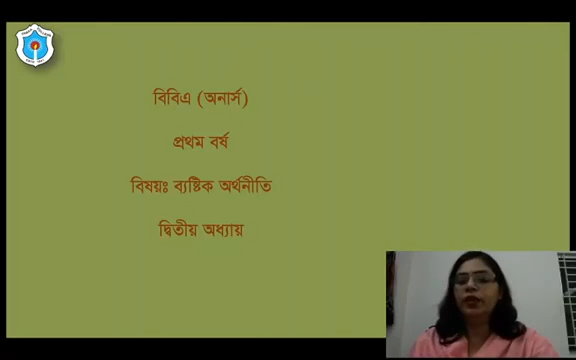 বিবিএ (অনার্স)
প্রথম বর্ষ
বিষয়ঃ ব্যষ্টিক অর্থনীতি
দ্বিতীয় অধ্যায়